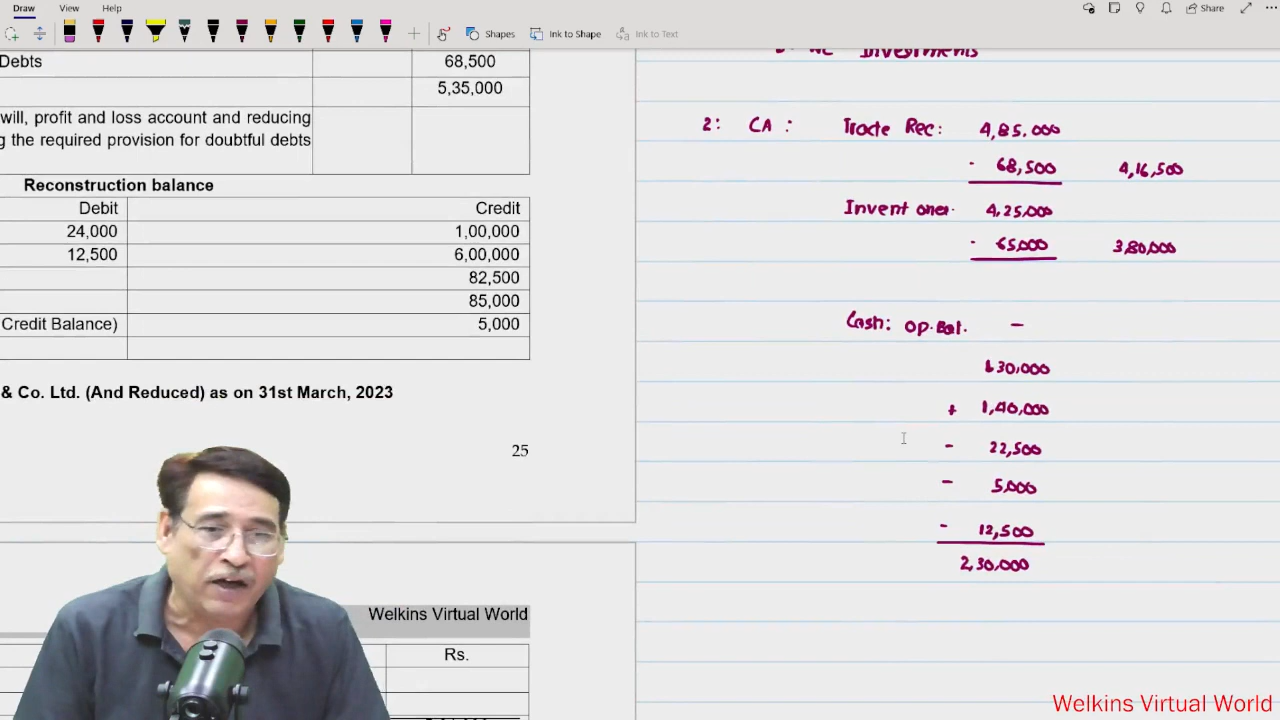 Draw View Help
Share
Shapes Ink to Shape Ink to Text
Debts 68,500
5,35,000
will, profit and loss account and reducing
g the required provision for doubtful debts
Reconstruction balance
Debit Credit
24,000 1,00,000
12,500 6,00,000
82,500
85,000
Credit Balance) 5,000
& Co. Ltd. (And Reduced) as on 31st March, 2023
25
Welkins Virtual World
Rs.
Investments
2: CA: Trade Rec: 4,85,000
- 68,500 4,16,500
4,25,000
- 65,000 3,80,000
Cash: Op. Bal. -
30,000
+ 1,40,000
- 22,500
- 5,000
- 12,500
2,30,000
Welkins Virtual World